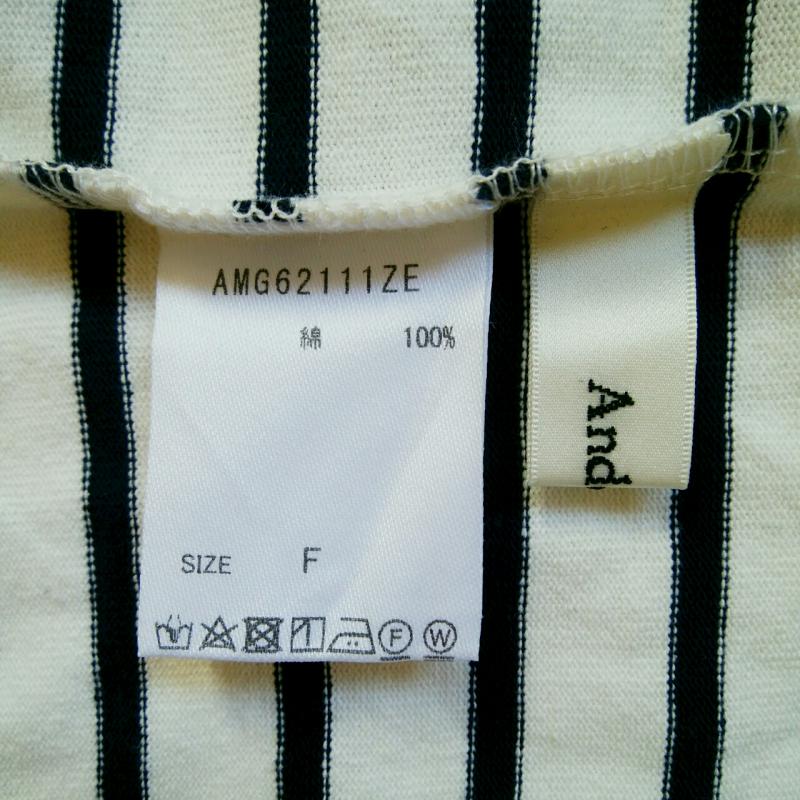 AMG62111ZE
綿 100%
SIZE F
F W
And